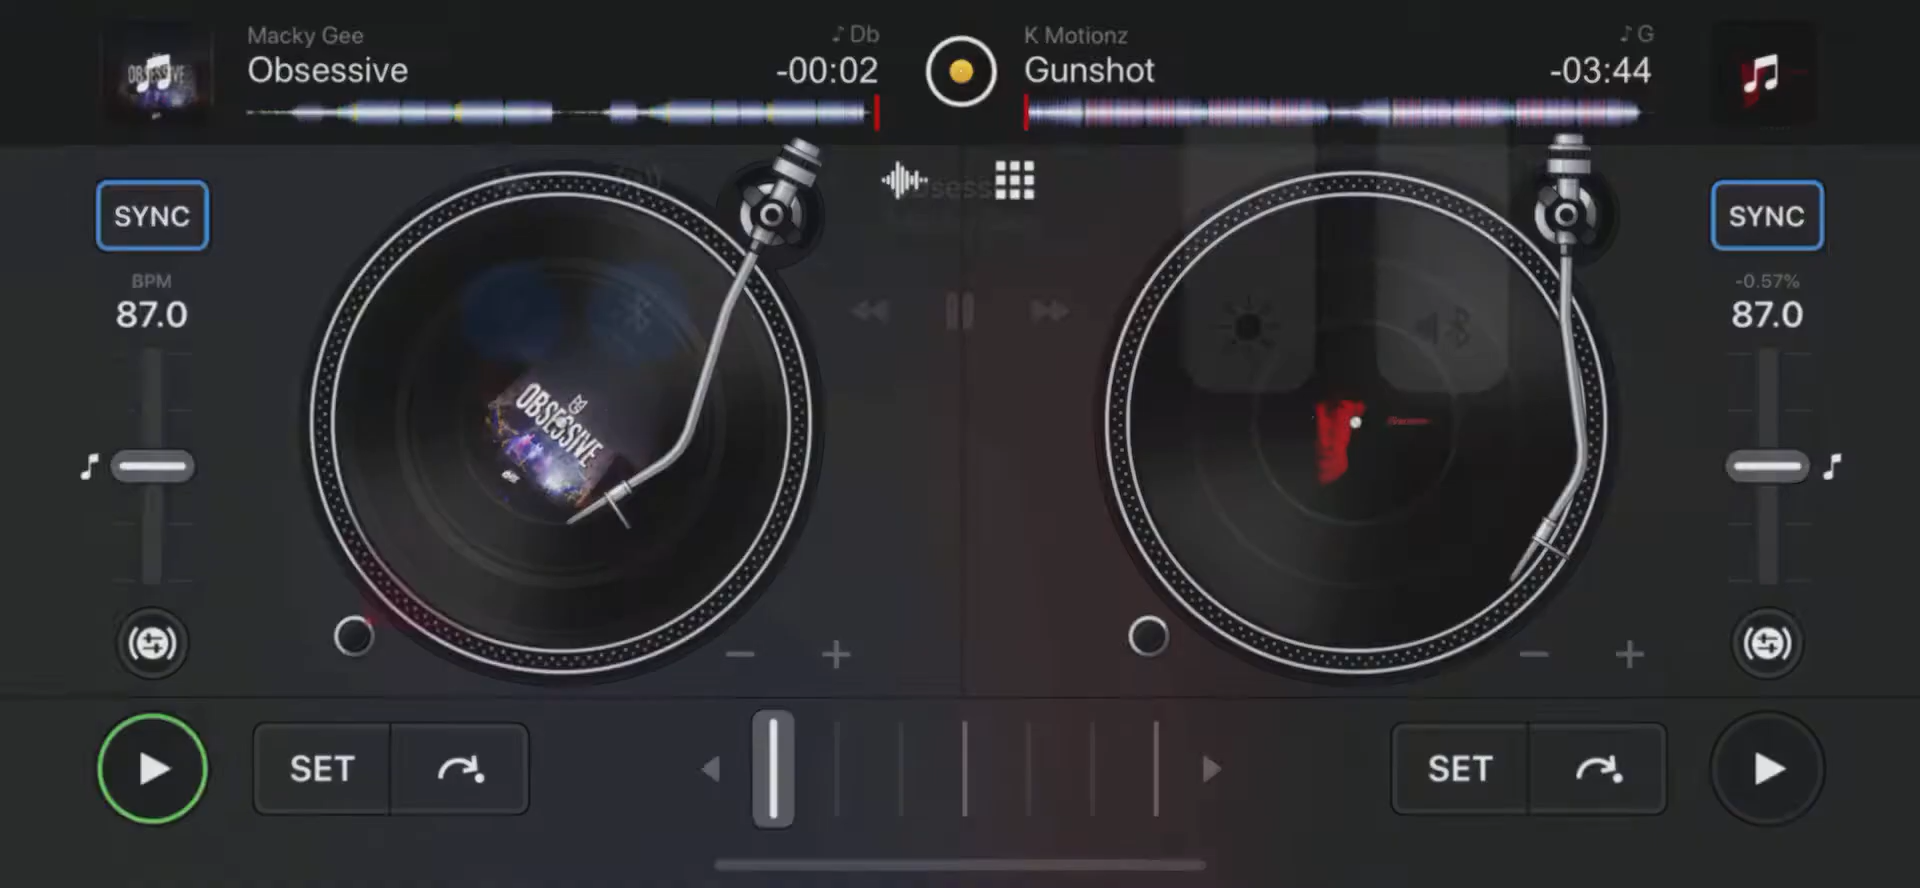 Macky Gee
Obsessive
♪ Db
-00:02
K Motionz
Gunshot
♪ G
-03:44
OBSESSIVE
SYNC
BPM
87.0
SYNC
-0.57%
87.0
OBSESSIVE
− +
− +
SET
SET